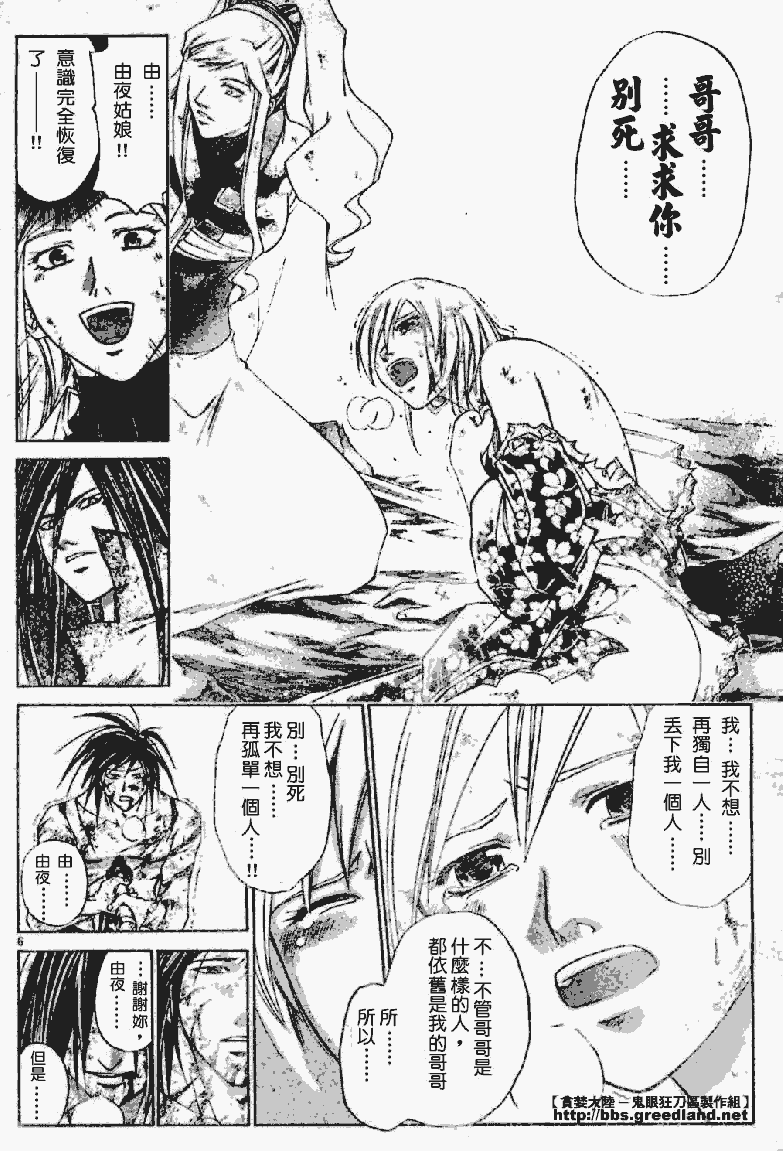 哥哥……
……求求你……
別死……
由……
由夜姑娘!!
意識完全恢復
了——!!
我…我不想……
再獨自一人……別
丟下我一個人……
不…不管哥哥是
什麼樣的人，
都依舊是我的哥哥
所……
所以……
別…別死
我不想……
再孤單一個人……!!
由……
由夜……
…謝謝妳，
由夜……
但是……
6
【貪婪大陸－鬼眼狂刀區製作組】
http://bbs.greedland.net